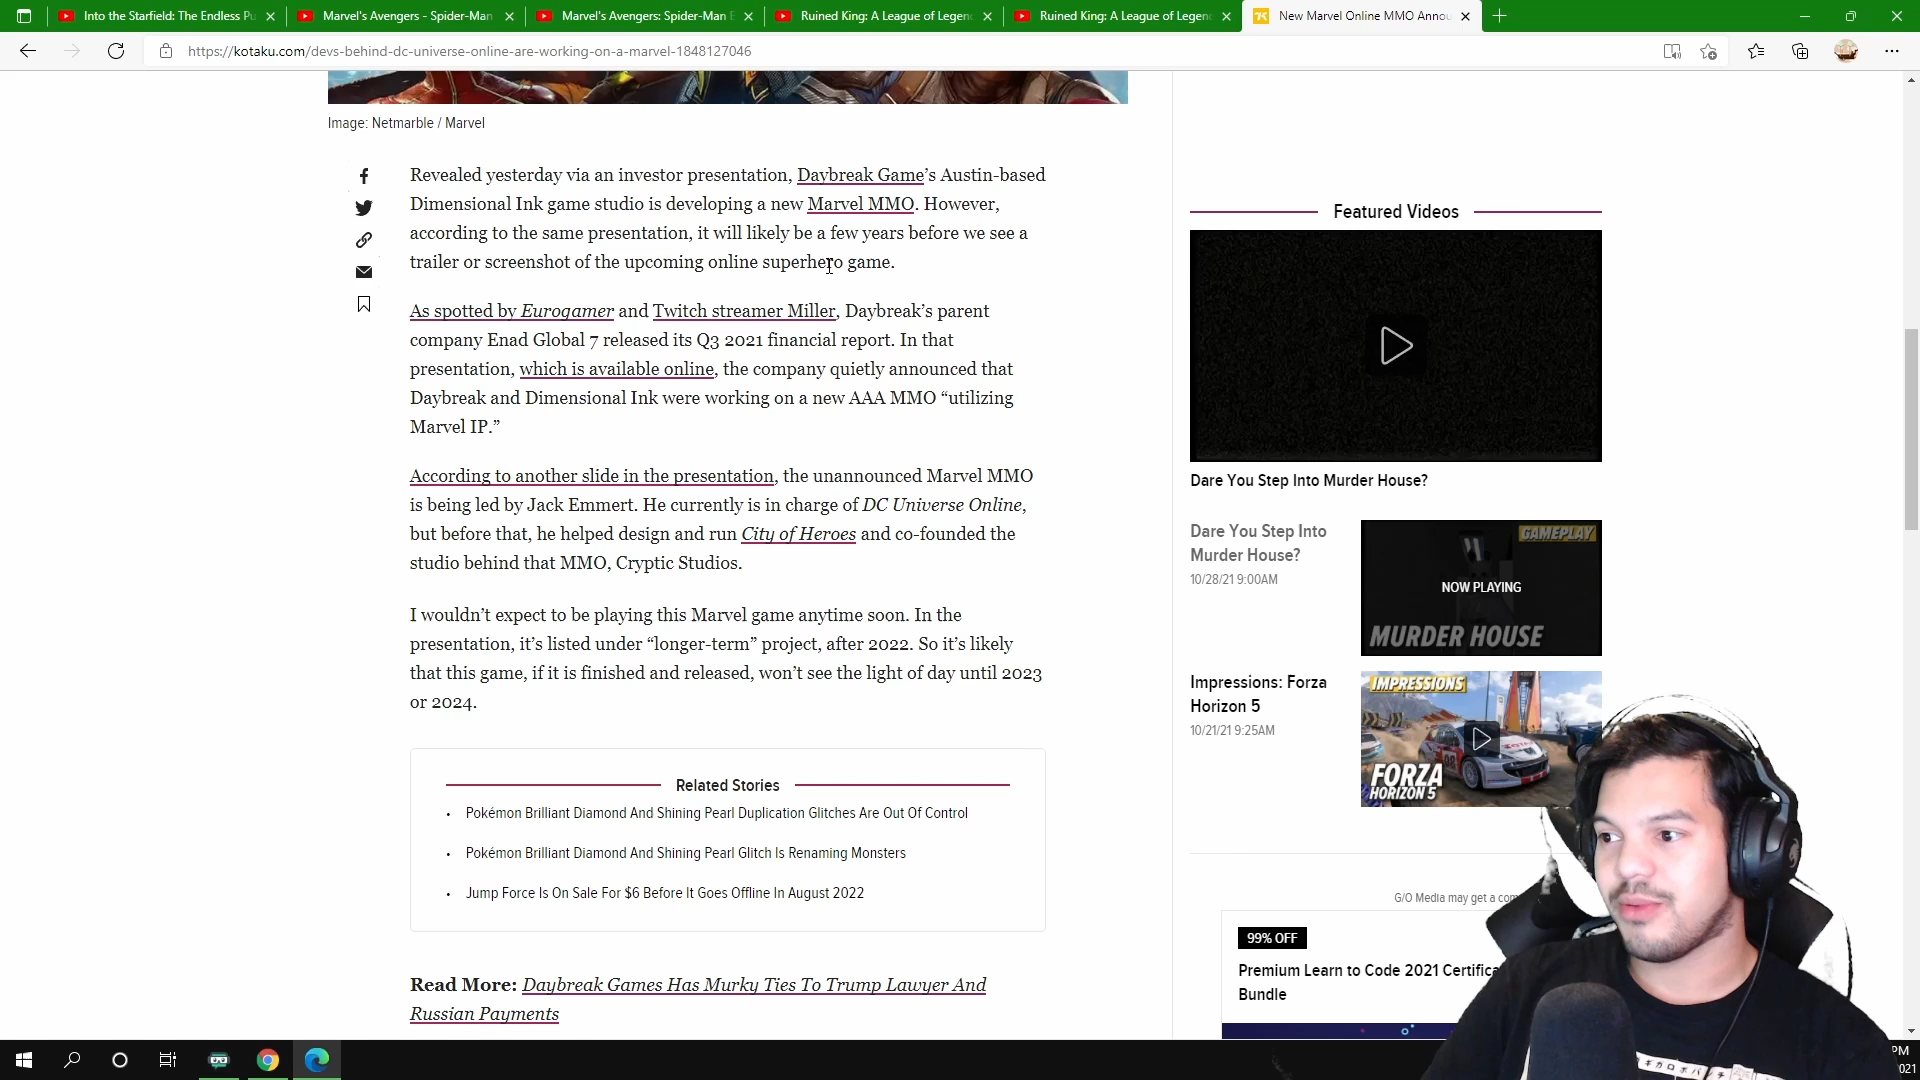 Into the Starfield: The Endless Pu
Marvel's Avengers - Spider-Man
Marvel's Avengers: Spider-Man E
Ruined King: A League of Legen
Ruined King: A League of Legen
New Marvel Online MMO Annou
https://kotaku.com/devs-behind-dc-universe-online-are-working-on-a-marvel-1848127046
Image: Netmarble / Marvel
Revealed yesterday via an investor presentation, Daybreak Game’s Austin-based
Dimensional Ink game studio is developing a new Marvel MMO. However,
according to the same presentation, it will likely be a few years before we see a
trailer or screenshot of the upcoming online superhero game.
As spotted by Eurogamer and Twitch streamer Miller, Daybreak’s parent
company Enad Global 7 released its Q3 2021 financial report. In that
presentation, which is available online, the company quietly announced that
Daybreak and Dimensional Ink were working on a new AAA MMO “utilizing
Marvel IP.”
According to another slide in the presentation, the unannounced Marvel MMO
is being led by Jack Emmert. He currently is in charge of DC Universe Online,
but before that, he helped design and run City of Heroes and co-founded the
studio behind that MMO, Cryptic Studios.
I wouldn’t expect to be playing this Marvel game anytime soon. In the
presentation, it’s listed under “longer-term” project, after 2022. So it’s likely
that this game, if it is finished and released, won’t see the light of day until 2023
or 2024.
Related Stories
• Pokémon Brilliant Diamond And Shining Pearl Duplication Glitches Are Out Of Control
• Pokémon Brilliant Diamond And Shining Pearl Glitch Is Renaming Monsters
• Jump Force Is On Sale For $6 Before It Goes Offline In August 2022
Read More: Daybreak Games Has Murky Ties To Trump Lawyer And
Russian Payments
Featured Videos
Dare You Step Into Murder House?
Dare You Step Into
Murder House?
10/28/21 9:00AM
GAMEPLAY
NOW PLAYING
MURDER HOUSE
Impressions: Forza
Horizon 5
10/21/21 9:25AM
IMPRESSIONS
FORZA
HORIZON 5
G/O Media may get a com
99% OFF
Premium Learn to Code 2021 Certifica
Bundle
PM
021